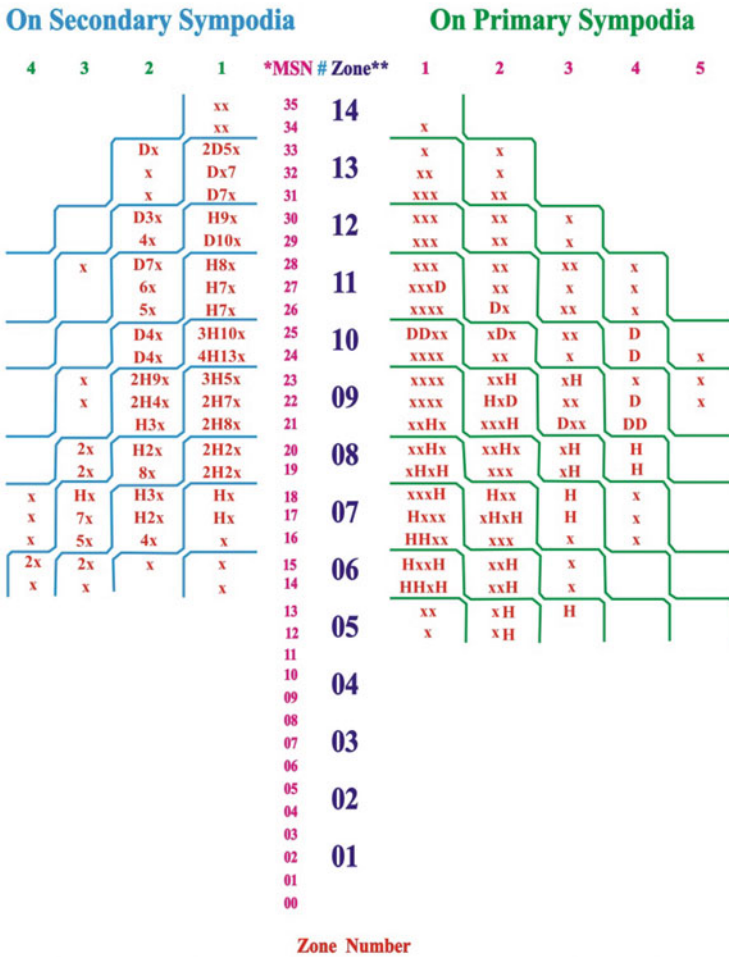 On Secondary Sympodia On Primary Sympodia
4 3 2 1 *MSN # Zone** 1 2 3 4 5
xx 35 14
xx 34 x
Dx 2D5x 33 x x
x Dx7 32 13 xx x
x D7x 31 xxx xx
D3x H9x 30 12 xxx xx x
4x D10x 29 xxx xx x
x D7x H8x 28 xxx xx xx x
6x H7x 27 11 xxxD xx x x
5x H7x 26 xxxx Dx xx x
D4x 3H10x 25 10 DDxx xDx xx D
D4x 4H13x 24 xxxx xx x D x
x 2H9x 3H5x 23 xxxx xxH xH x x
x 2H4x 2H7x 22 09 xxxx HxD xx D x
H3x 2H8x 21 xxHx xxxH Dxx DD
2x H2x 2H2x 20 08 xxHx xxHx xH H
2x 8x 2H2x 19 xHxH xxx xH H
x Hx H3x Hx 18 xxxH Hxx H x
x 7x H2x Hx 17 07 Hxxx xHxH H x
x 5x 4x x 16 HHxx xxx x x
2x 2x x x 15 06 HxxH xxH x
x x x 14 HHxH xxH x
13 05 xx xH H
12 x xH
11
10 04
09
08
07 03
06
05 02
04
03
02 01
01
00
Zone Number